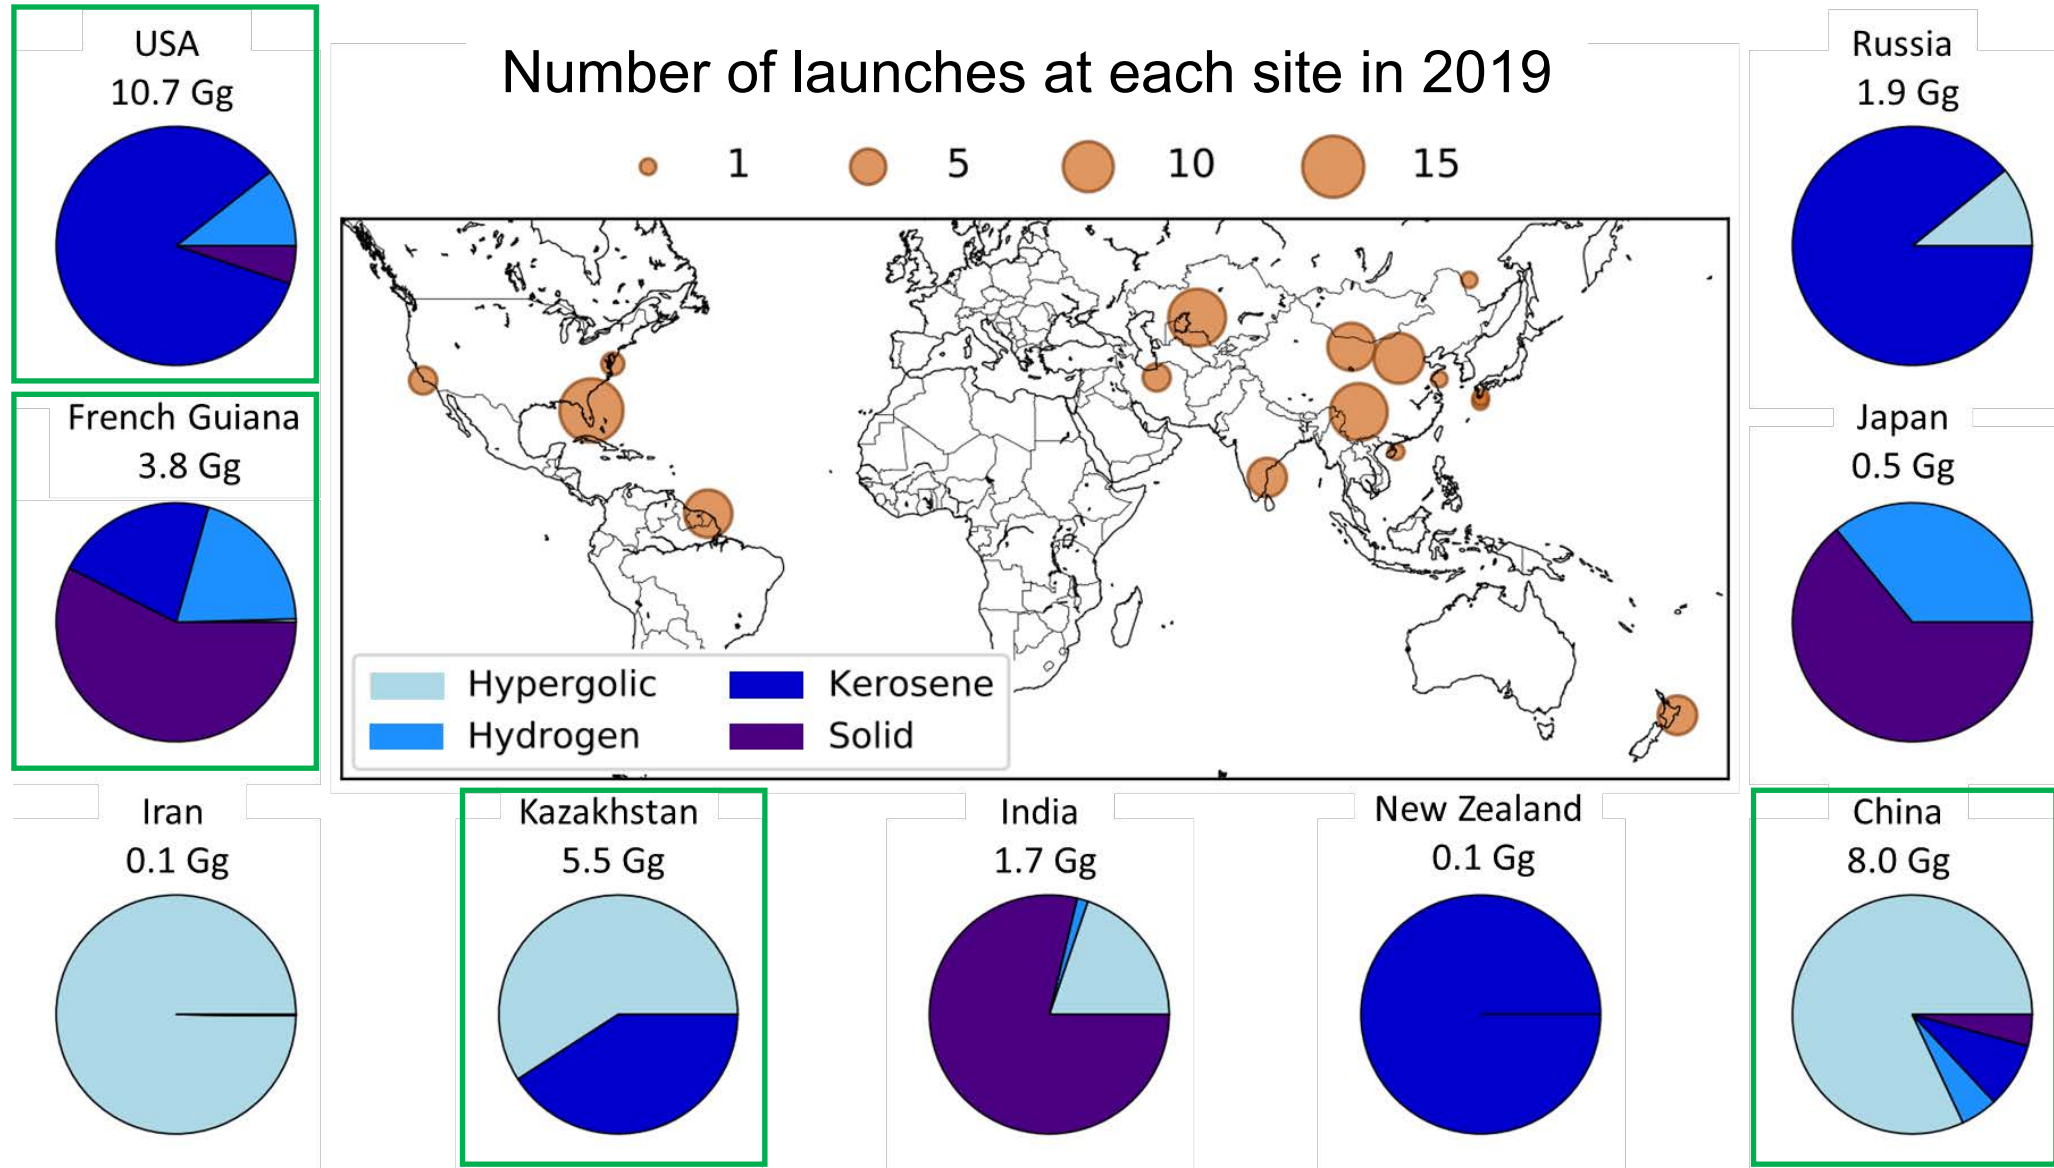 USA
10.7 Gg
Number of launches at each site in 2019
1 5 10 15
Russia
1.9 Gg
French Guiana
3.8 Gg
Japan
0.5 Gg
Hypergolic Kerosene
Hydrogen Solid
Iran
0.1 Gg
Kazakhstan
5.5 Gg
India
1.7 Gg
New Zealand
0.1 Gg
China
8.0 Gg